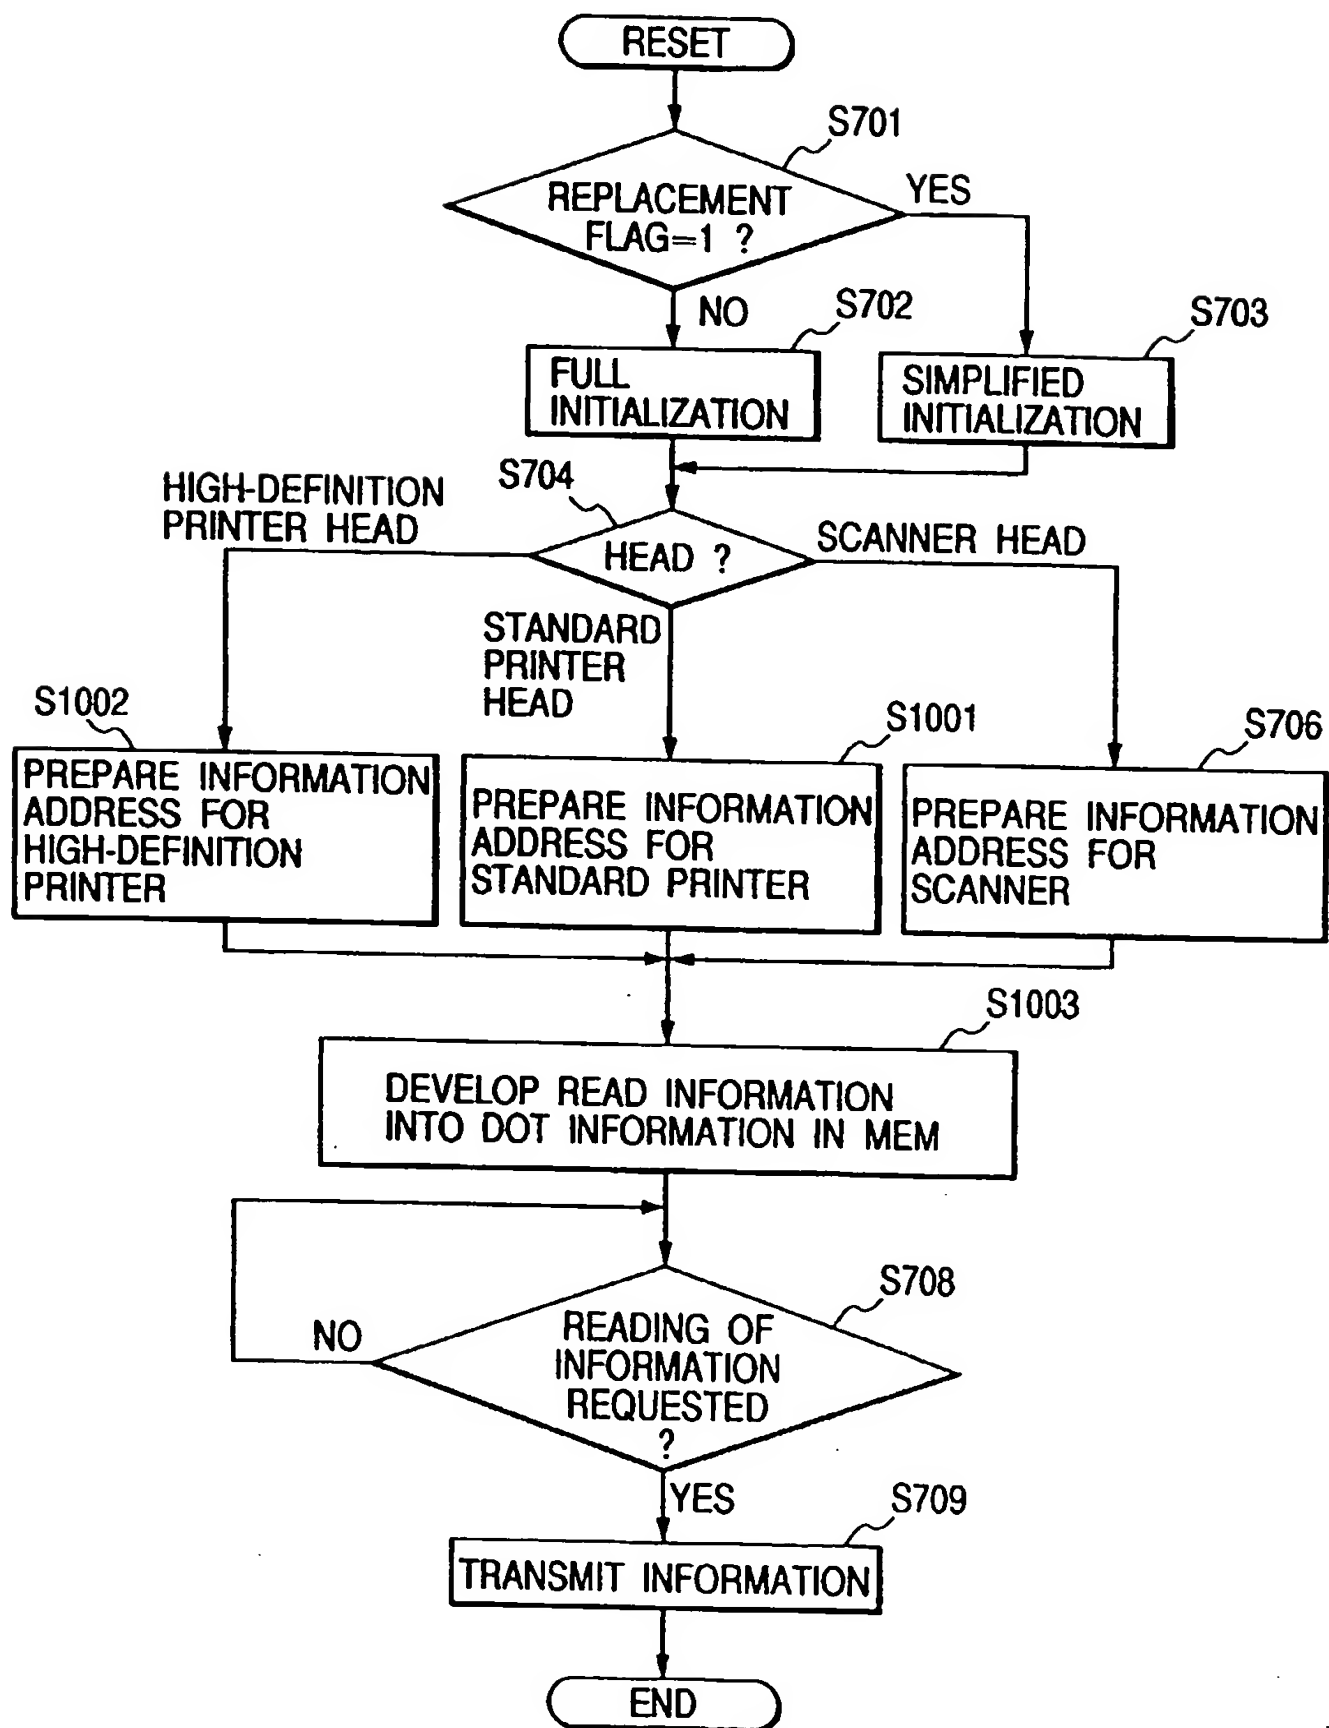 RESET
S701
REPLACEMENT
FLAG=1 ?
YES
NO
S702
S703
FULL
INITIALIZATION
SIMPLIFIED
INITIALIZATION
S704
HIGH-DEFINITION
PRINTER HEAD
HEAD ?
SCANNER HEAD
STANDARD
PRINTER
HEAD
S1002
S1001
S706
PREPARE INFORMATION
ADDRESS FOR
HIGH-DEFINITION
PRINTER
PREPARE INFORMATION
ADDRESS FOR
STANDARD PRINTER
PREPARE INFORMATION
ADDRESS FOR
SCANNER
S1003
DEVELOP READ INFORMATION
INTO DOT INFORMATION IN MEM
S708
NO
READING OF
INFORMATION
REQUESTED
?
YES
S709
TRANSMIT INFORMATION
END